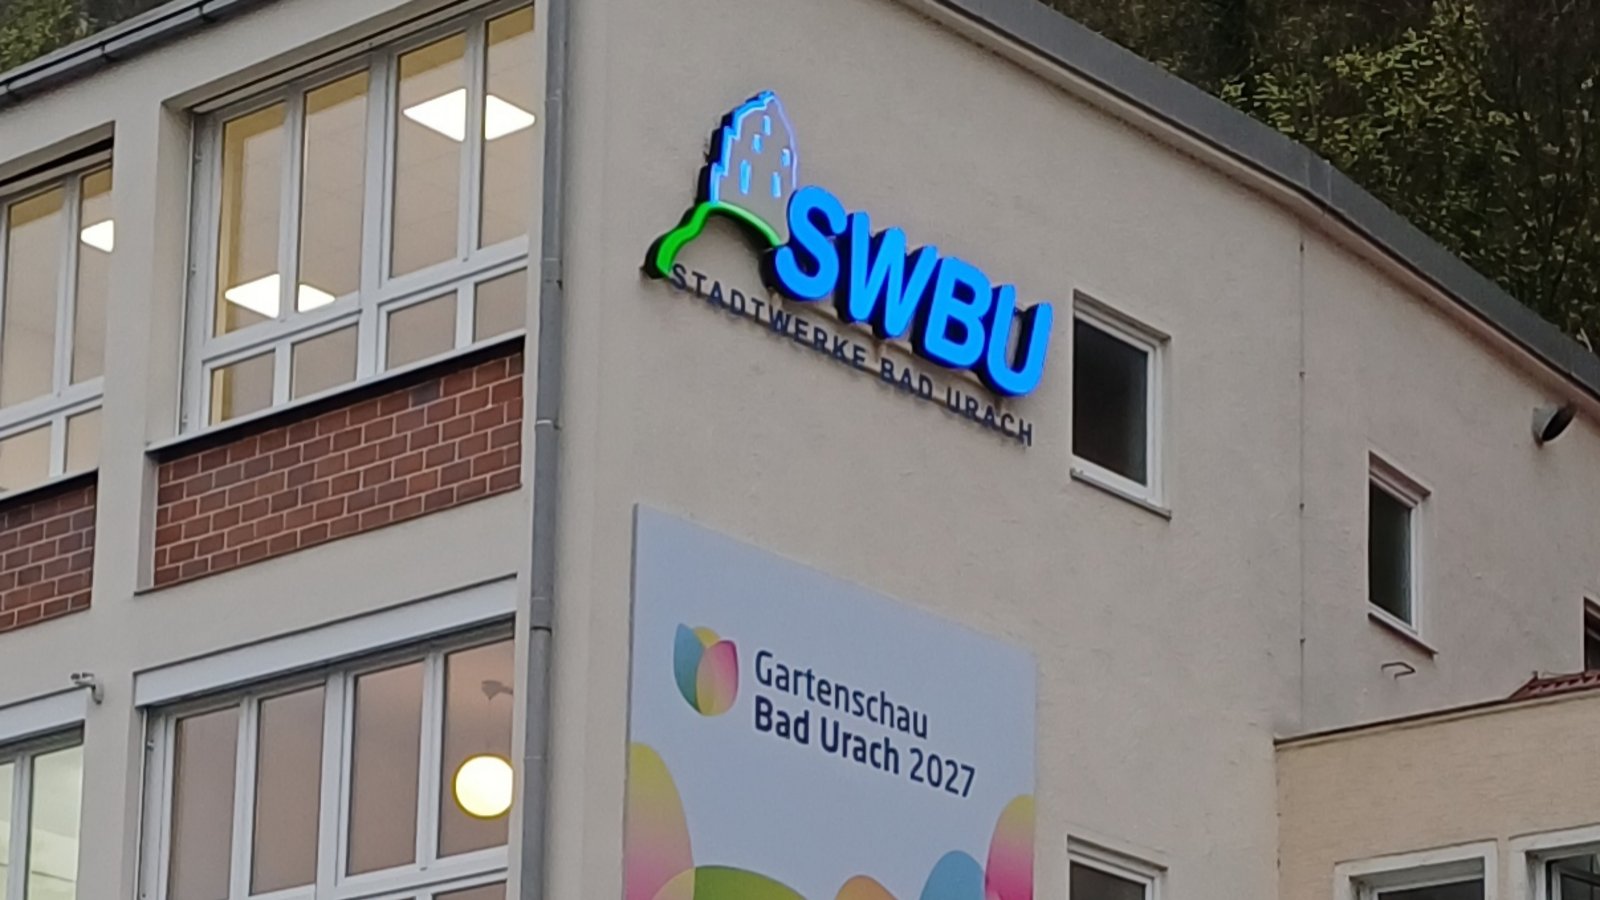 SWBU
STADTWERKE BAD URACH
Gartenschau
Bad Urach 2027